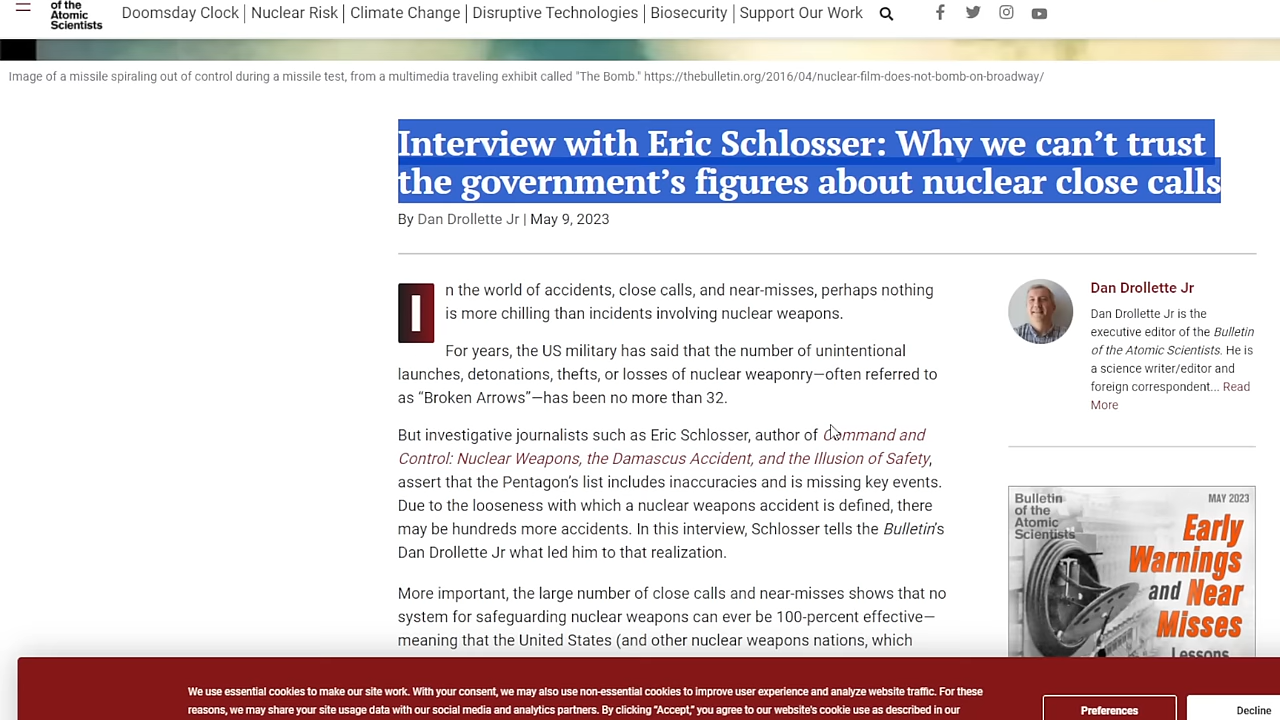 of the
Atomic
Scientists
Doomsday Clock | Nuclear Risk | Climate Change | Disruptive Technologies | Biosecurity | Support Our Work
Image of a missile spiraling out of control during a missile test, from a multimedia traveling exhibit called "The Bomb." https://thebulletin.org/2016/04/nuclear-film-does-not-bomb-on-broadway/
Interview with Eric Schlosser: Why we can’t trust
the government’s figures about nuclear close calls
By Dan Drollette Jr | May 9, 2023
In the world of accidents, close calls, and near-misses, perhaps nothing
is more chilling than incidents involving nuclear weapons.
For years, the US military has said that the number of unintentional
launches, detonations, thefts, or losses of nuclear weaponry—often referred to
as “Broken Arrows”—has been no more than 32.
But investigative journalists such as Eric Schlosser, author of Command and
Control: Nuclear Weapons, the Damascus Accident, and the Illusion of Safety,
assert that the Pentagon’s list includes inaccuracies and is missing key events.
Due to the looseness with which a nuclear weapons accident is defined, there
may be hundreds more accidents. In this interview, Schlosser tells the Bulletin’s
Dan Drollette Jr what led him to that realization.
More important, the large number of close calls and near-misses shows that no
system for safeguarding nuclear weapons can ever be 100-percent effective—
meaning that the United States (and other nuclear weapons nations, which
Dan Drollette Jr
Dan Drollette Jr is the
executive editor of the Bulletin
of the Atomic Scientists. He is
a science writer/editor and
foreign correspondent... Read
More
Bulletin
of the
Atomic
Scientists
MAY 2023
Early
Warnings
and Near
Misses
Lessons
We use essential cookies to make our site work. With your consent, we may also use non-essential cookies to improve user experience and analyze website traffic. For these
reasons, we may share your site usage data with our social media and analytics partners. By clicking “Accept,” you agree to our website's cookie use as described in our
Preferences
Decline